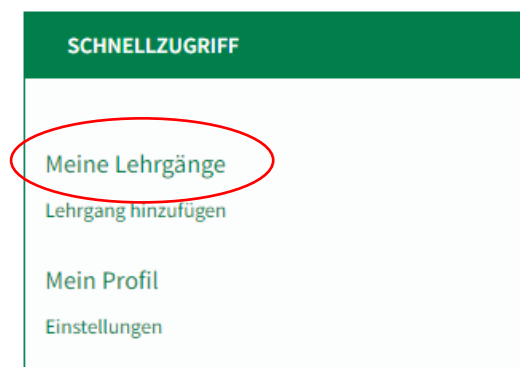 SCHNELLZUGRIFF
Meine Lehrgänge
Lehrgang hinzufügen
Mein Profil
Einstellungen